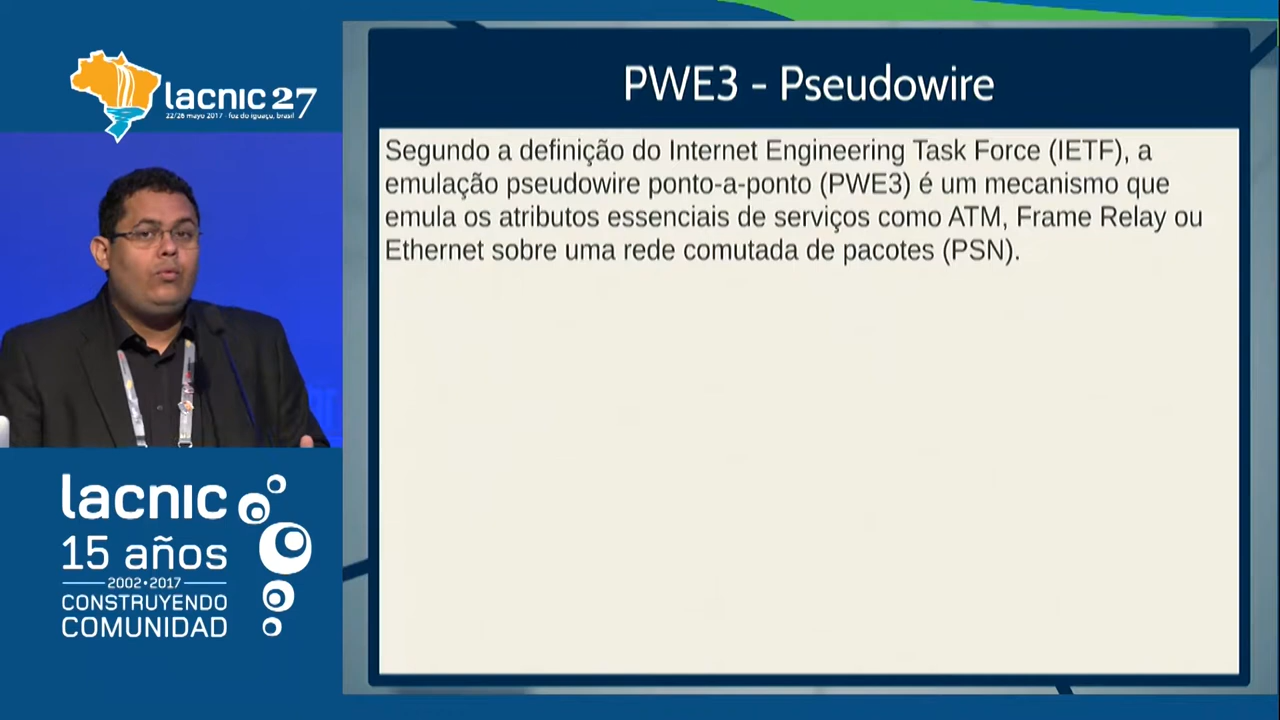 lacnic 27
22/26 mayo 2017 - foz do iguaçu, brasil
PWE3 - Pseudowire
Segundo a definição do Internet Engineering Task Force (IETF), a
emulação pseudowire ponto-a-ponto (PWE3) é um mecanismo que
emula os atributos essenciais de serviços como ATM, Frame Relay ou
Ethernet sobre uma rede comutada de pacotes (PSN).
lacnic
15 años
2002•2017
CONSTRUYENDO
COMUNIDAD